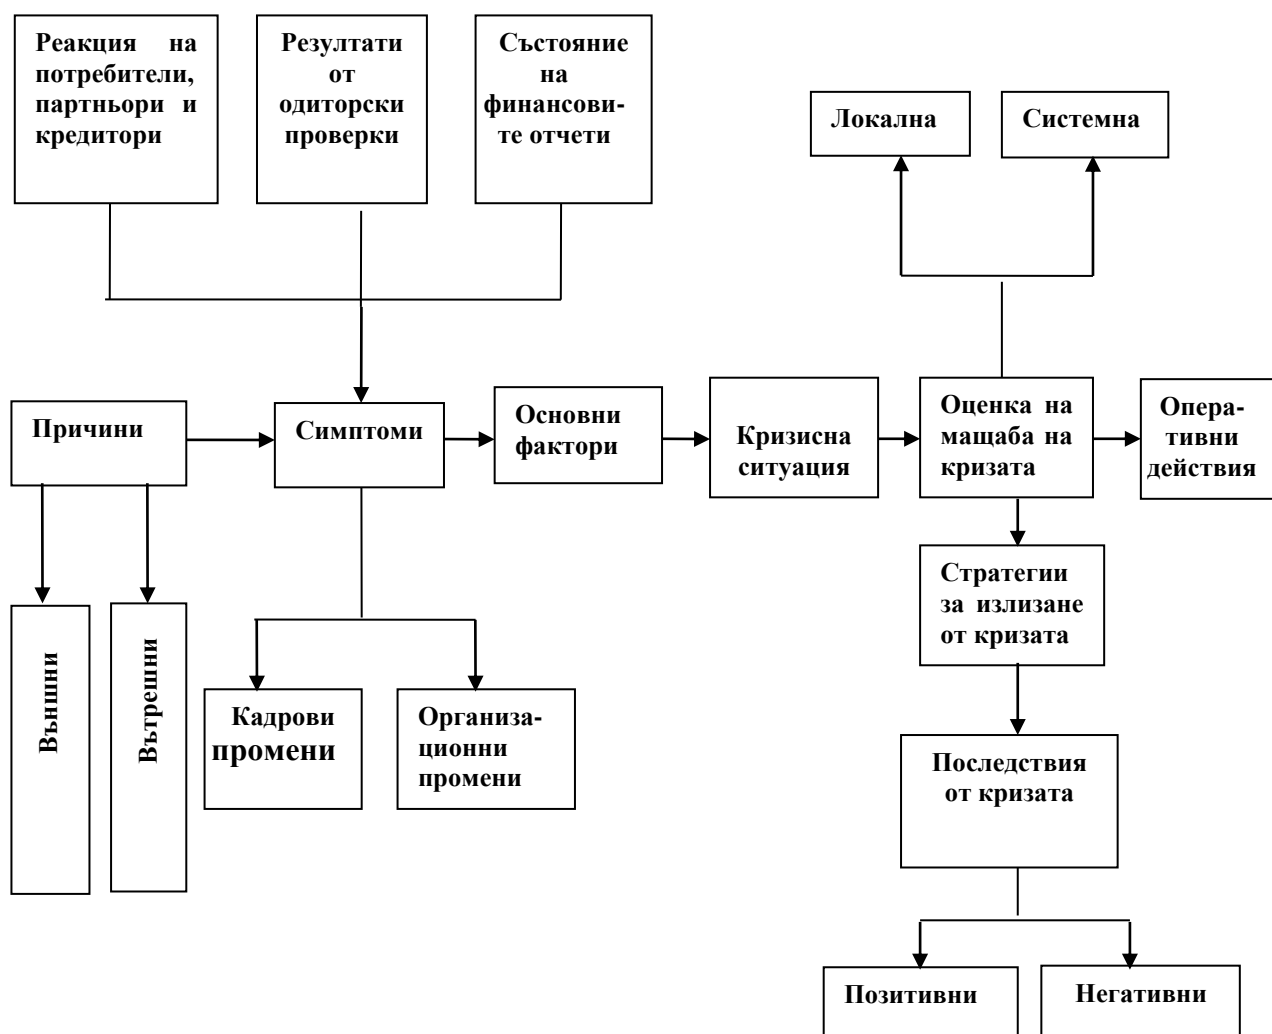 Реакция на
потребители,
партньори и
кредитори
Резултати
от
одиторски
проверки
Състояние
на
финансови-
те отчети
Локална
Системна
Причини
Симптоми
Основни
фактори
Кризисна
ситуация
Оценка на
мащаба на
кризата
Опера-
тивни
действия
Стратегии
за излизане
от кризата
Външни
Вътрешни
Кадрови
промени
Организа-
ционни
промени
Последствия
от кризата
Позитивни
Негативни